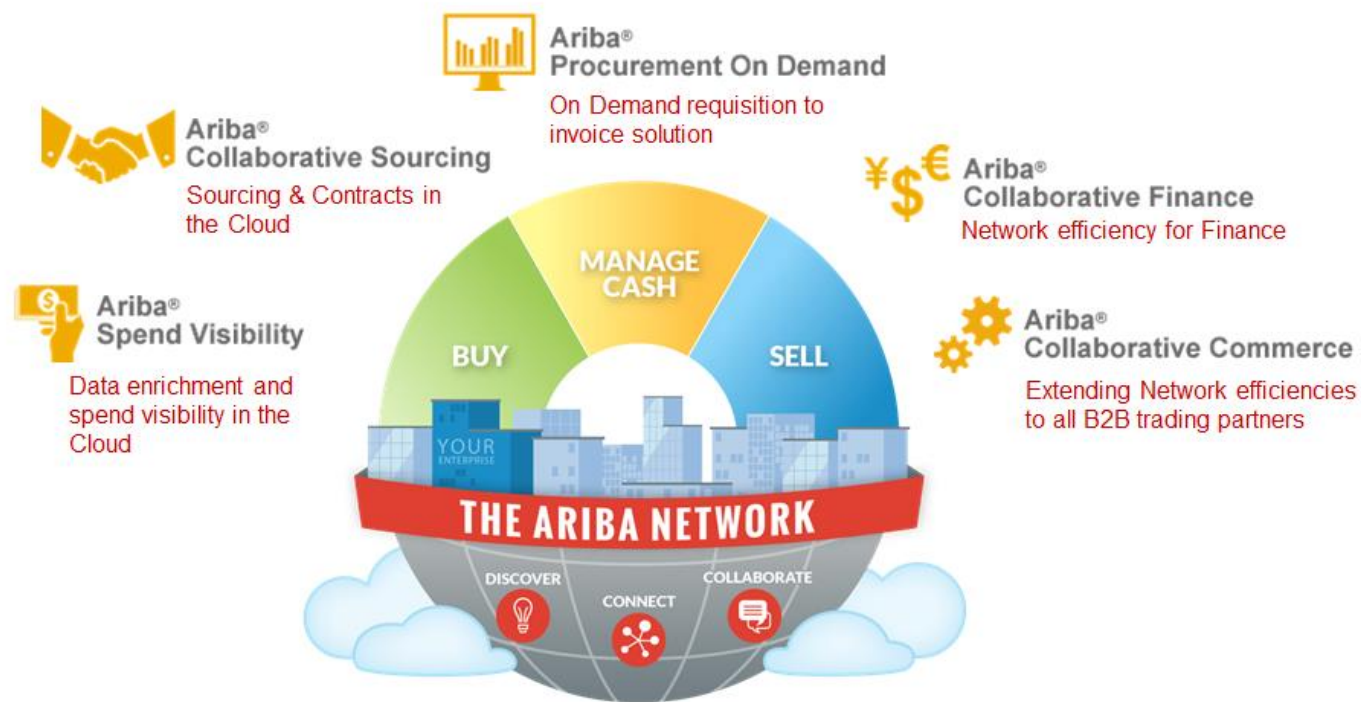 Ariba®
Procurement On Demand
On Demand requisition to
invoice solution
Ariba®
Collaborative Sourcing
Sourcing & Contracts in
the Cloud
Ariba®
Collaborative Finance
Network efficiency for Finance
Ariba®
Spend Visibility
Data enrichment and
spend visibility in the
Cloud
Ariba®
Collaborative Commerce
Extending Network efficiencies
to all B2B trading partners
MANAGE
CASH
BUY
SELL
YOUR
ENTERPRISE
THE ARIBA NETWORK
DISCOVER
CONNECT
COLLABORATE
¥$€
$